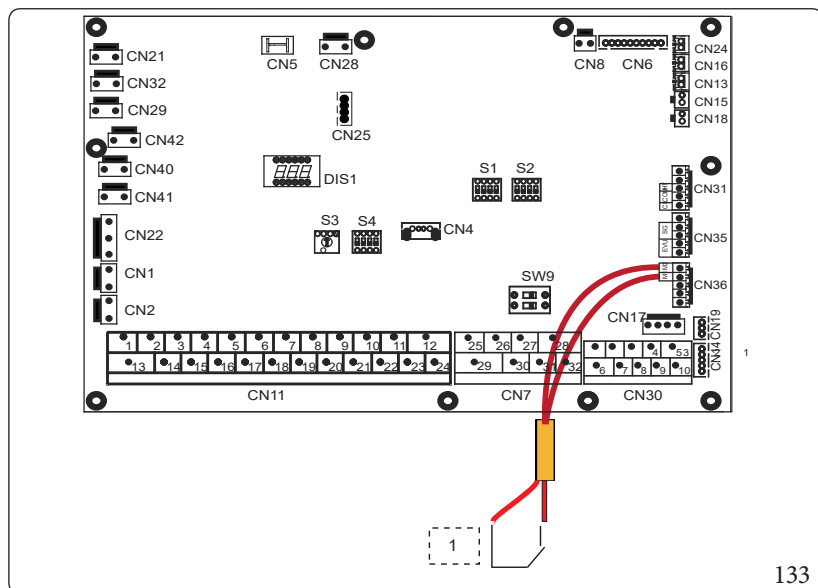 CN21
CN5
CN28
CN8 CN6
CN24
CN32
CN16
CN29
CN13
CN15
CN25
CN18
CN42
CN40
S1 S2
DIS1
CN31
CN41
S3 S4
CN4
CN22
CN35
SG
EVU
SW9
CN1
CN36
CN2
CN17
CN19
1 2 3 4 5 6 7 8 9 10 11 12
25 26 27 28
4 53
1
13 14 15 16 17 18 19 20 21 22 23 24
29 30 31 32
6 7 8 9 10
CN11
CN7
CN30
1
133